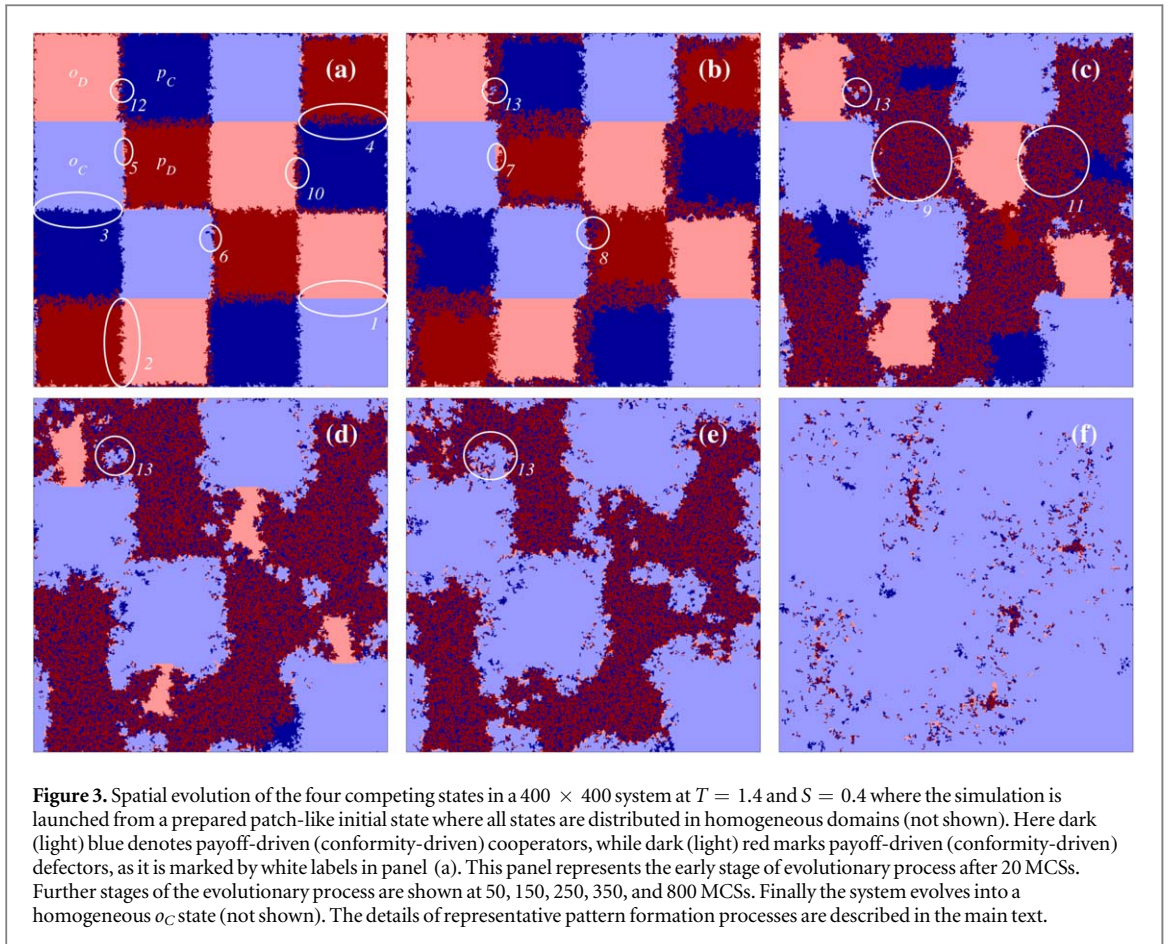 (a)
o_D
p_C
12
4
o_C
5
p_D
10
3
6
1
2
(b)
13
7
8
(c)
13
9
11
(d)
13
(e)
13
(f)
Figure 3. Spatial evolution of the four competing states in a 400 × 400 system at T = 1.4 and S = 0.4 where the simulation is
launched from a prepared patch-like initial state where all states are distributed in homogeneous domains (not shown). Here dark
(light) blue denotes payoff-driven (conformity-driven) cooperators, while dark (light) red marks payoff-driven (conformity-driven)
defectors, as it is marked by white labels in panel (a). This panel represents the early stage of evolutionary process after 20 MCSs.
Further stages of the evolutionary process are shown at 50, 150, 250, 350, and 800 MCSs. Finally the system evolves into a
homogeneous o_C state (not shown). The details of representative pattern formation processes are described in the main text.